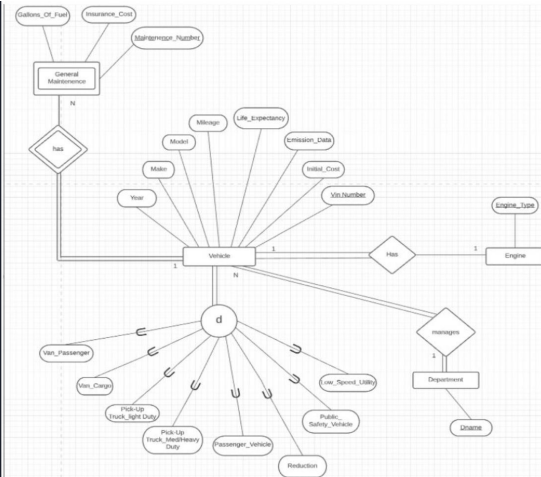 Gallons_Of_Fuel
Insurance_Cost
Maintenence_Number
General
Maintenence
N
has
Mileage
Life_Expectancy
Model
Emission_Data
Make
Initial_Cost
Year
Vin Number
Engine_Type
Vehicle
1
1
N
Has
1
Engine
d
manages
1
Van_Passenger
Van_Cargo
Pick-Up
Truck_light Duty
Pick-Up
Truck_Med/Heavy
Duty
Passenger_Vehicle
Reduction
Public_
Safety_Vehicle
Low_Speed_Utility
Department
Dname